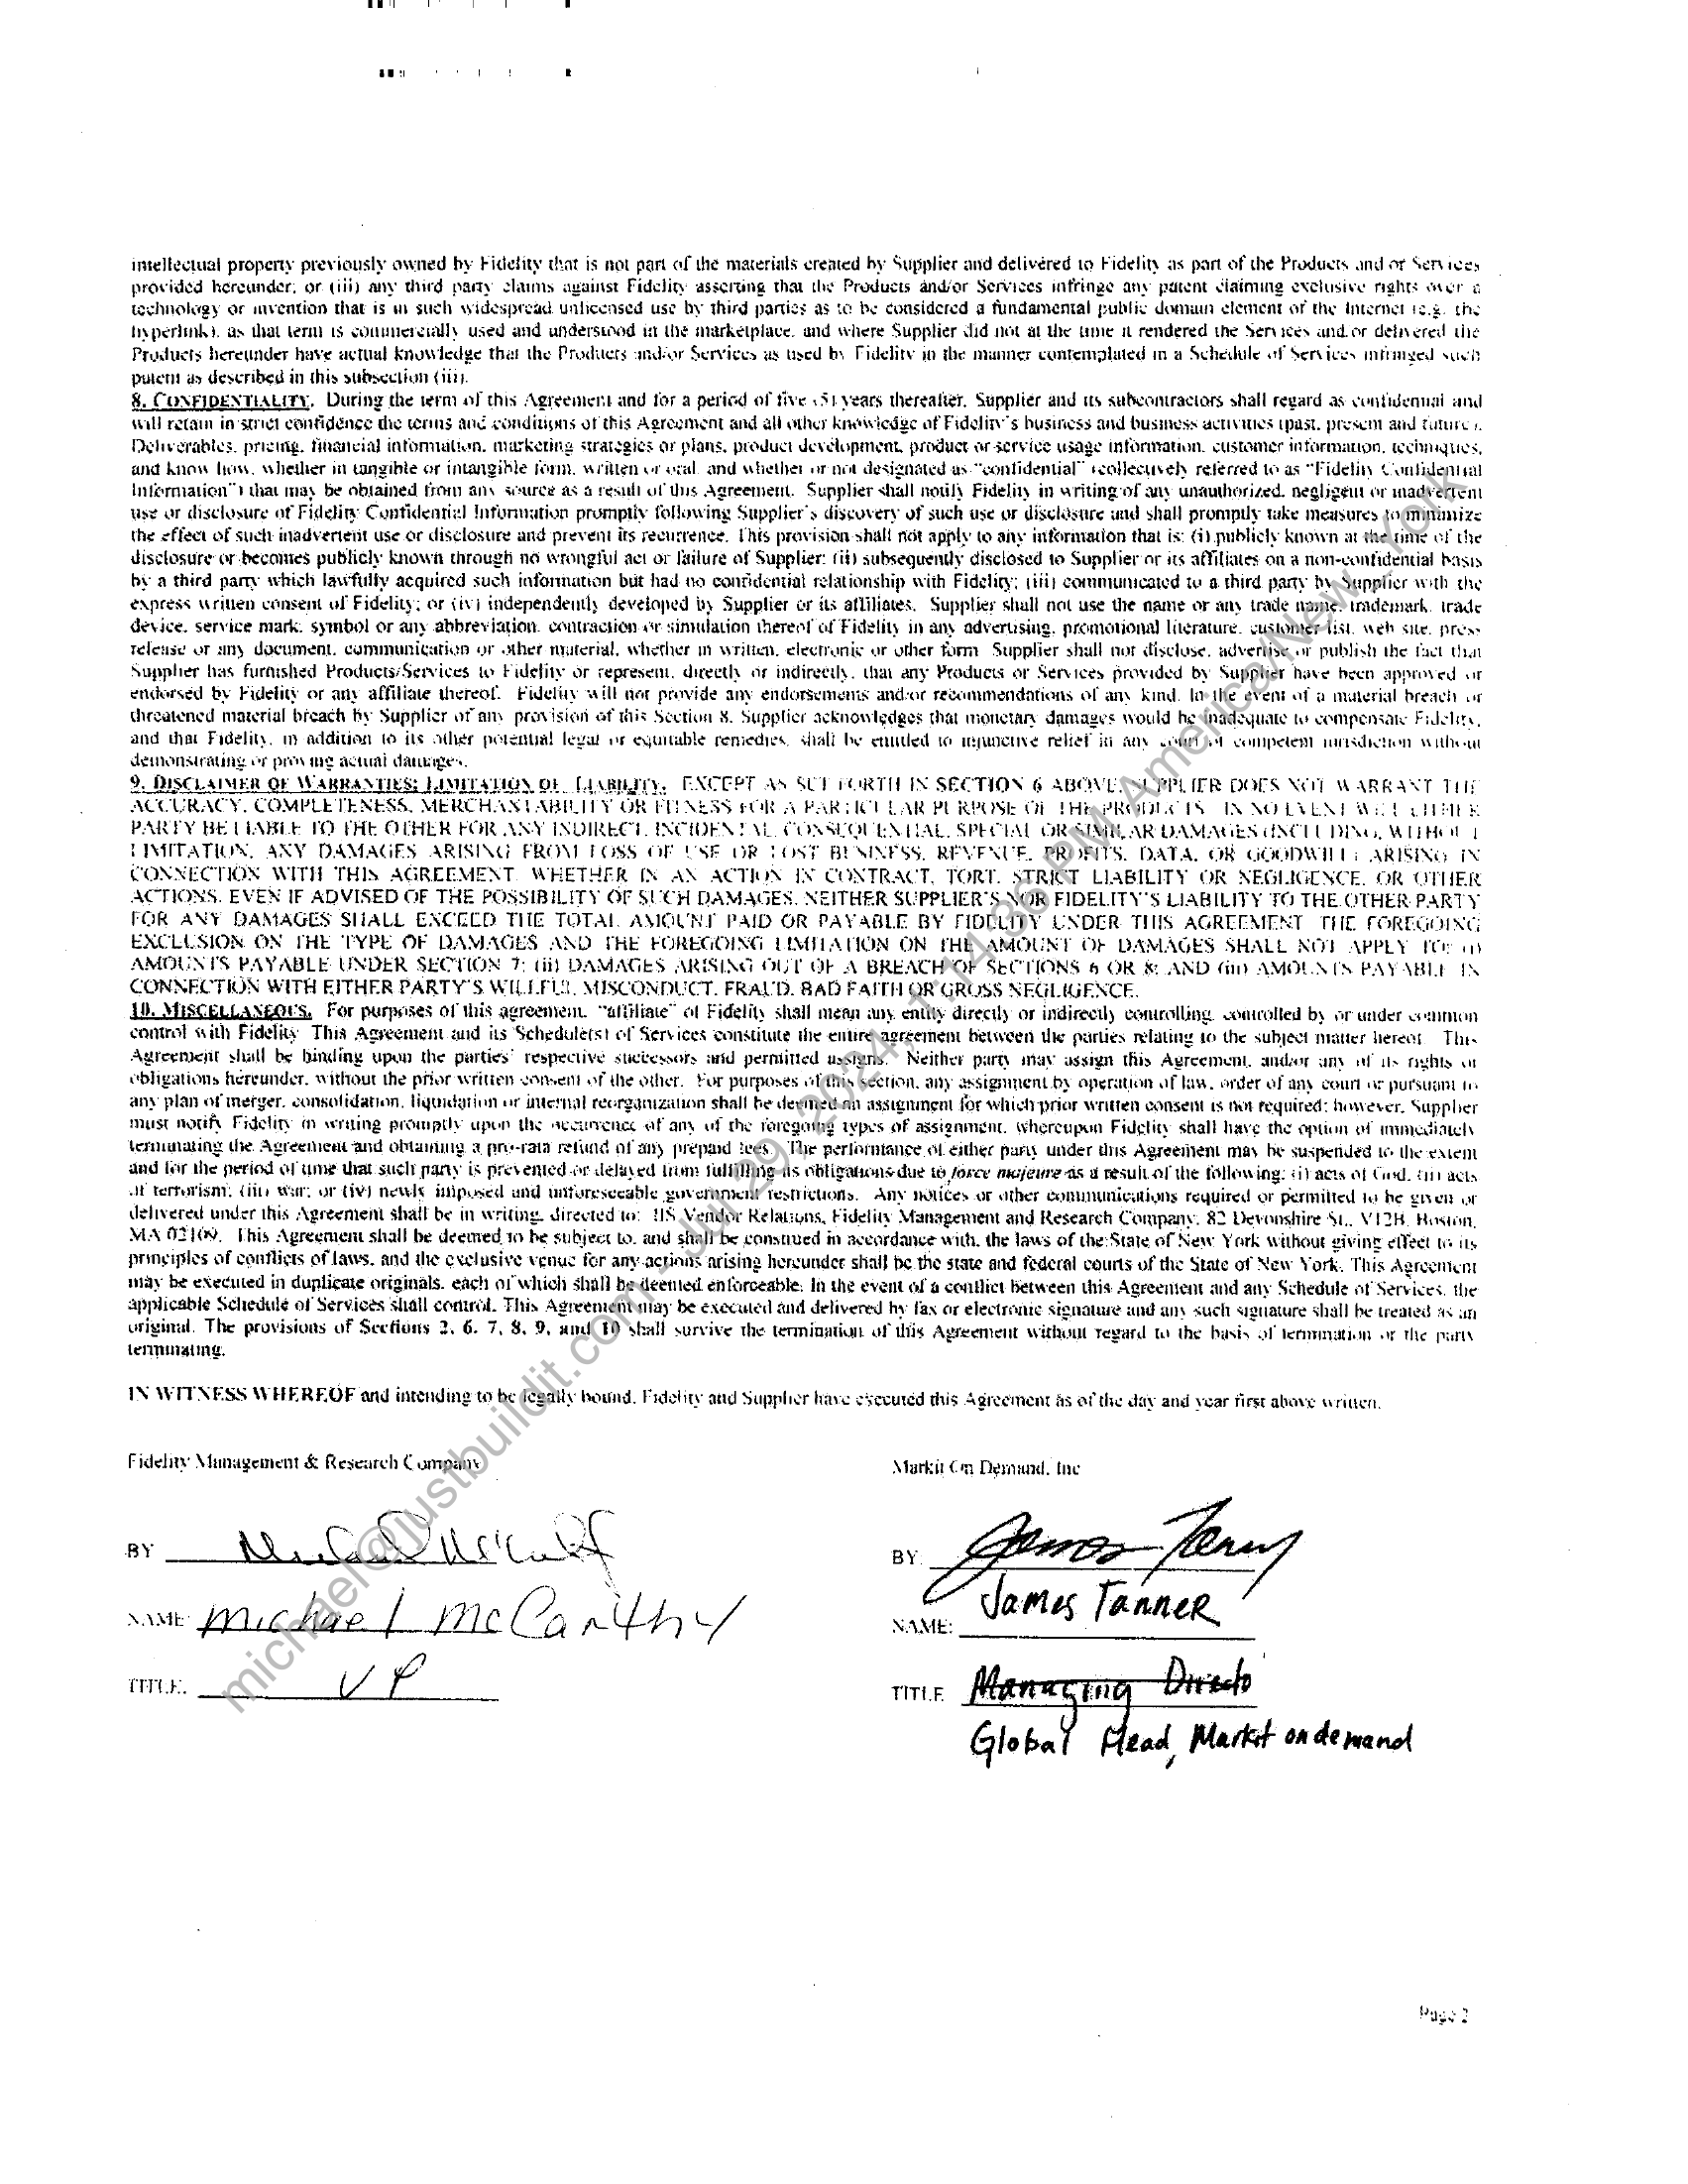 intellectual property previously owned by Fidelity that is not part of the materials created by Supplier and delivered to Fidelity as part of the Products and/or Services
provided hereunder; or (iii) any third party claims against Fidelity asserting that the Products and/or Services infringe any patent claiming exclusive rights over a
technology or invention that is in such widespread unlicensed use by third parties as to be considered a fundamental public domain element of the Internet (e.g. the
hyperlink), as that term is commercially used and understood in the marketplace, and where Supplier did not at the time it rendered the Services and/or delivered the
Products hereunder have actual knowledge that the Products and/or Services as used by Fidelity in the manner contemplated in a Schedule of Services infringed such
patent as described in this subsection (iii).
8. CONFIDENTIALITY. During the term of this Agreement and for a period of five (5) years thereafter, Supplier and its subcontractors shall regard as confidential and
will retain in strict confidence the terms and conditions of this Agreement and all other knowledge of Fidelity's business and business activities (past, present and future),
Deliverables, pricing, financial information, marketing strategies or plans, product development, product or service usage information, customer information, techniques,
and know how, whether in tangible or intangible form, written or oral, and whether or not designated as "confidential" (collectively referred to as "Fidelity Confidential
Information") that may be obtained from any source as a result of this Agreement. Supplier shall notify Fidelity in writing of any unauthorized, negligent or inadvertent
use or disclosure of Fidelity Confidential Information promptly following Supplier's discovery of such use or disclosure and shall promptly take measures to minimize
the effect of such inadvertent use or disclosure and prevent its recurrence. This provision shall not apply to any information that is: (i) publicly known at the time of the
disclosure or becomes publicly known through no wrongful act or failure of Supplier; (ii) subsequently disclosed to Supplier or its affiliates on a non-confidential basis
by a third party which lawfully acquired such information but had no confidential relationship with Fidelity; (iii) communicated to a third party by Supplier with the
express written consent of Fidelity; or (iv) independently developed by Supplier or its affiliates. Supplier shall not use the name or any trade name, trademark, trade
device, service mark, symbol or any abbreviation, contraction or simulation thereof of Fidelity in any advertising, promotional literature, customer list, web site, press
release or any document, communication or other material, whether in written, electronic or other form. Supplier shall not disclose, advertise or publish the fact that
Supplier has furnished Products/Services to Fidelity or represent, directly or indirectly, that any Products or Services provided by Supplier have been approved or
endorsed by Fidelity or any affiliate thereof. Fidelity will not provide any endorsements and/or recommendations of any kind. In the event of a material breach or
threatened material breach by Supplier of any provision of this Section 8, Supplier acknowledges that monetary damages would be inadequate to compensate Fidelity,
and that Fidelity, in addition to its other potential legal or equitable remedies, shall be entitled to injunctive relief in any court of competent jurisdiction without
demonstrating or proving actual damages.
9. DISCLAIMER OF WARRANTIES; LIMITATION OF LIABILITY. EXCEPT AS SET FORTH IN SECTION 6 ABOVE, SUPPLIER DOES NOT WARRANT THE
ACCURACY, COMPLETENESS, MERCHANTABILITY OR FITNESS FOR A PARTICULAR PURPOSE OF THE PRODUCTS. IN NO EVENT WILL EITHER
PARTY BE LIABLE TO THE OTHER FOR ANY INDIRECT, INCIDENTAL, CONSEQUENTIAL, SPECIAL OR SIMILAR DAMAGES (INCLUDING, WITHOUT
LIMITATION, ANY DAMAGES ARISING FROM LOSS OF USE OR LOST BUSINESS, REVENUE, PROFITS, DATA, OR GOODWILL) ARISING IN
CONNECTION WITH THIS AGREEMENT, WHETHER IN AN ACTION IN CONTRACT, TORT, STRICT LIABILITY OR NEGLIGENCE, OR OTHER
ACTIONS, EVEN IF ADVISED OF THE POSSIBILITY OF SUCH DAMAGES. NEITHER SUPPLIER'S NOR FIDELITY'S LIABILITY TO THE OTHER PARTY
FOR ANY DAMAGES SHALL EXCEED THE TOTAL AMOUNT PAID OR PAYABLE BY FIDELITY UNDER THIS AGREEMENT. THE FOREGOING
EXCLUSION ON THE TYPE OF DAMAGES AND THE FOREGOING LIMITATION ON THE AMOUNT OF DAMAGES SHALL NOT APPLY TO: (i)
AMOUNTS PAYABLE UNDER SECTION 7; (ii) DAMAGES ARISING OUT OF A BREACH OF SECTIONS 6 OR 8; AND (iii) AMOUNTS PAYABLE IN
CONNECTION WITH EITHER PARTY'S WILLFUL MISCONDUCT, FRAUD, BAD FAITH OR GROSS NEGLIGENCE.
10. MISCELLANEOUS. For purposes of this agreement, "affiliate" of Fidelity shall mean any entity directly or indirectly controlling, controlled by or under common
control with Fidelity. This Agreement and its Schedule(s) of Services constitute the entire agreement between the parties relating to the subject matter hereof. This
Agreement shall be binding upon the parties' respective successors and permitted assigns. Neither party may assign this Agreement, and/or any of its rights or
obligations hereunder, without the prior written consent of the other. For purposes of this section, any assignment by operation of law, order of any court or pursuant to
any plan of merger, consolidation, liquidation or internal reorganization shall be deemed an assignment for which prior written consent is not required; however, Supplier
must notify Fidelity in writing promptly upon the occurrence of any of the foregoing types of assignment, whereupon Fidelity shall have the option of immediately
terminating the Agreement and obtaining a pro-rata refund of any prepaid fees. The performance of either party under this Agreement may be suspended to the extent
and for the period of time that such party is prevented or delayed from fulfilling its obligations due to force majeure as a result of the following: (i) acts of God, (ii) acts
of terrorism; (iii) war; or (iv) newly imposed and unforeseeable government restrictions. Any notices or other communications required or permitted to be given or
delivered under this Agreement shall be in writing, directed to: IIS Vendor Relations, Fidelity Management and Research Company, 82 Devonshire St., V12H, Boston,
MA 02109. This Agreement shall be deemed to be subject to, and shall be construed in accordance with, the laws of the State of New York without giving effect to its
principles of conflicts of laws, and the exclusive venue for any actions arising hereunder shall be the state and federal courts of the State of New York. This Agreement
may be executed in duplicate originals, each of which shall be deemed enforceable. In the event of a conflict between this Agreement and any Schedule of Services, the
applicable Schedule of Services shall control. This Agreement may be executed and delivered by fax or electronic signature and any such signature shall be treated as an
original. The provisions of Sections 2, 6, 7, 8, 9, and 10 shall survive the termination of this Agreement without regard to the basis of termination or the party
terminating.
IN WITNESS WHEREOF and intending to be legally bound, Fidelity and Supplier have executed this Agreement as of the day and year first above written.
Fidelity Management & Research Company
Markit On Demand, Inc
BY
BY
NAME: Michael McCarthy
NAME: James Tanner
TITLE. VP
TITLE Managing Directo
Global Head, Markit on demand
michael@justbuildit.com - Jul 29, 2024, 1:14:36 PM America/New_York
Page 2